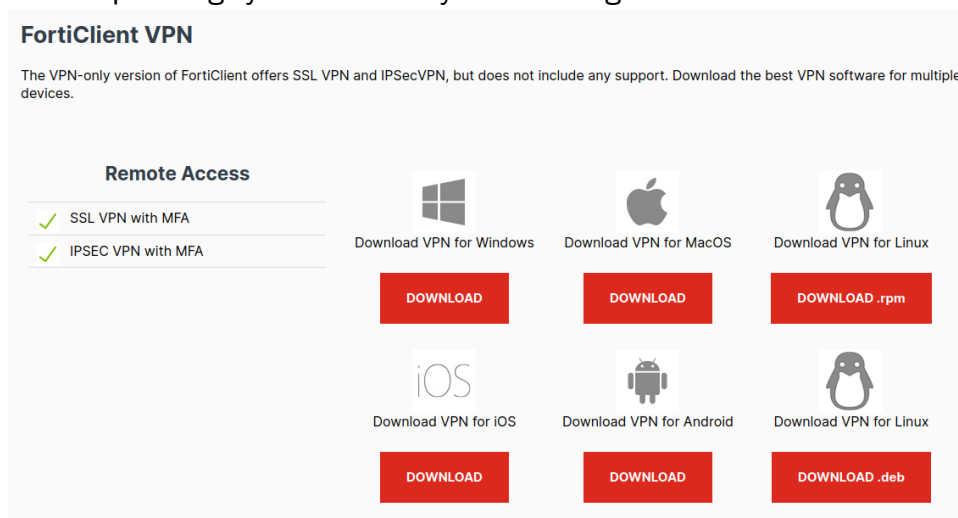 FortiClient VPN
The VPN-only version of FortiClient offers SSL VPN and IPSecVPN, but does not include any support. Download the best VPN software for multiple
devices.
Remote Access
SSL VPN with MFA
IPSEC VPN with MFA
Download VPN for Windows
DOWNLOAD
Download VPN for MacOS
DOWNLOAD
Download VPN for Linux
DOWNLOAD .rpm
iOS
Download VPN for iOS
DOWNLOAD
Download VPN for Android
DOWNLOAD
Download VPN for Linux
DOWNLOAD .deb